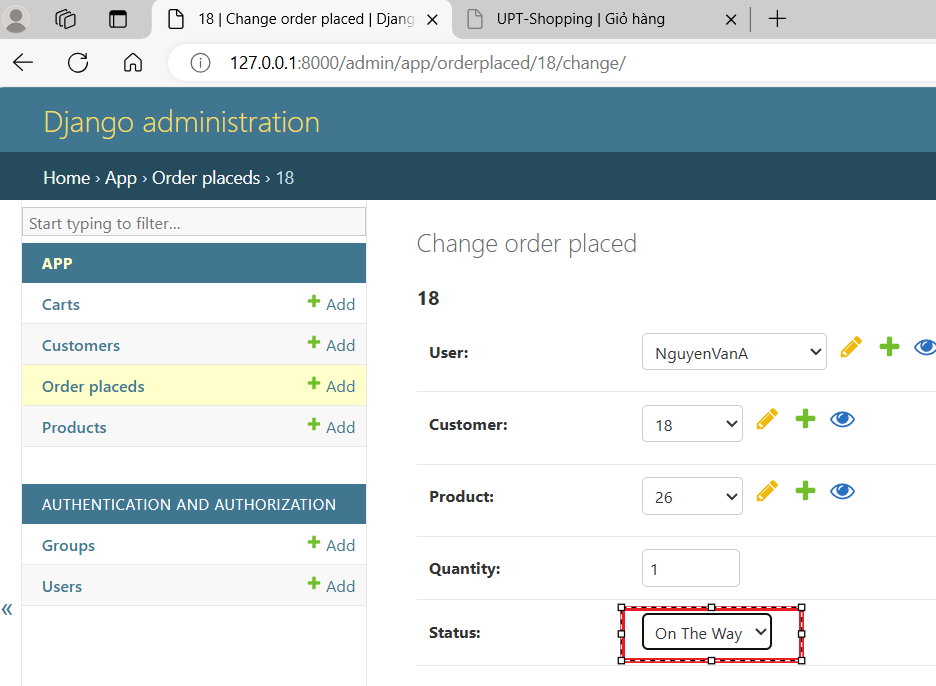 18 | Change order placed | Djang
UPT-Shopping | Giỏ hàng
127.0.0.1:8000/admin/app/orderplaced/18/change/
Django administration
Home › App › Order placeds › 18
Start typing to filter...
APP
Carts + Add
Customers + Add
Order placeds + Add
Products + Add
AUTHENTICATION AND AUTHORIZATION
Groups + Add
Users + Add
«
Change order placed
18
User: NguyenVanA
Customer: 18
Product: 26
Quantity: 1
Status: On The Way